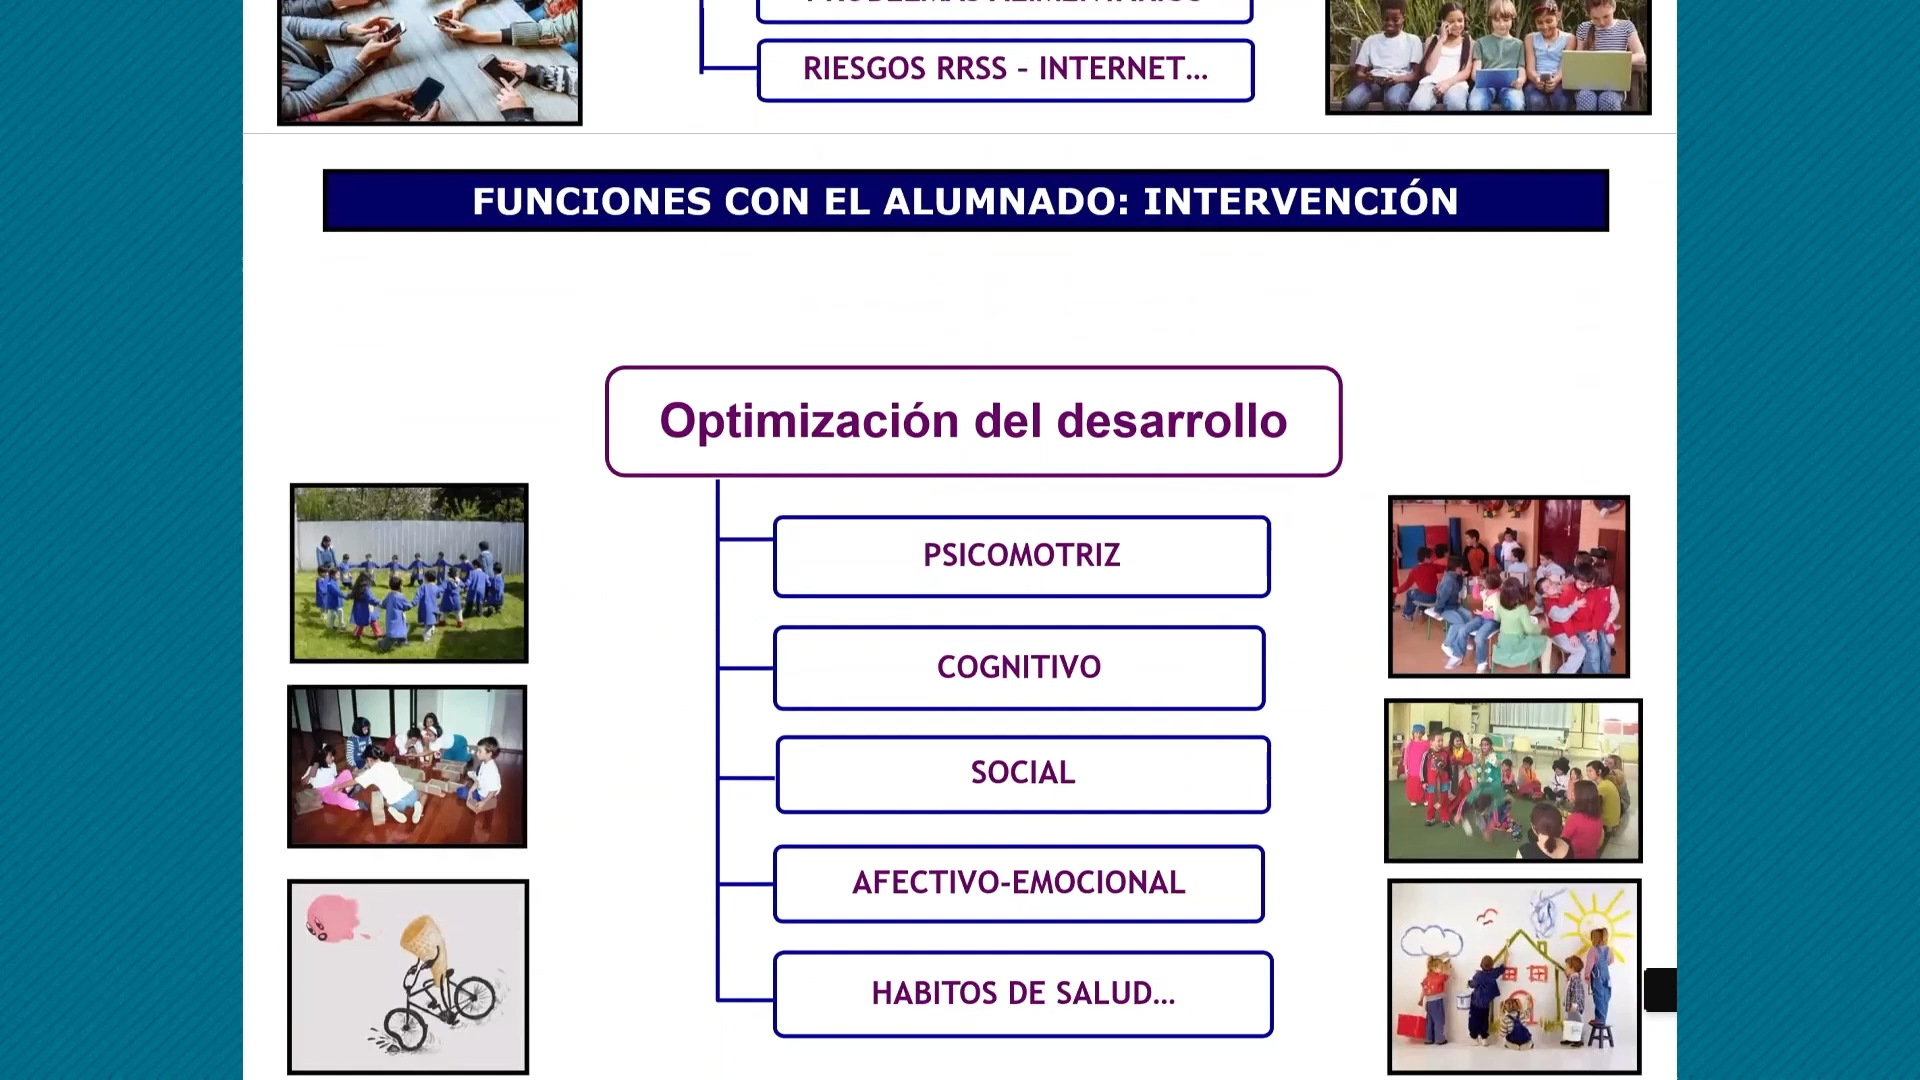 RIESGOS RRSS - INTERNET...
FUNCIONES CON EL ALUMNADO: INTERVENCIÓN
Optimización del desarrollo
PSICOMOTRIZ
COGNITIVO
SOCIAL
AFECTIVO-EMOCIONAL
HABITOS DE SALUD...